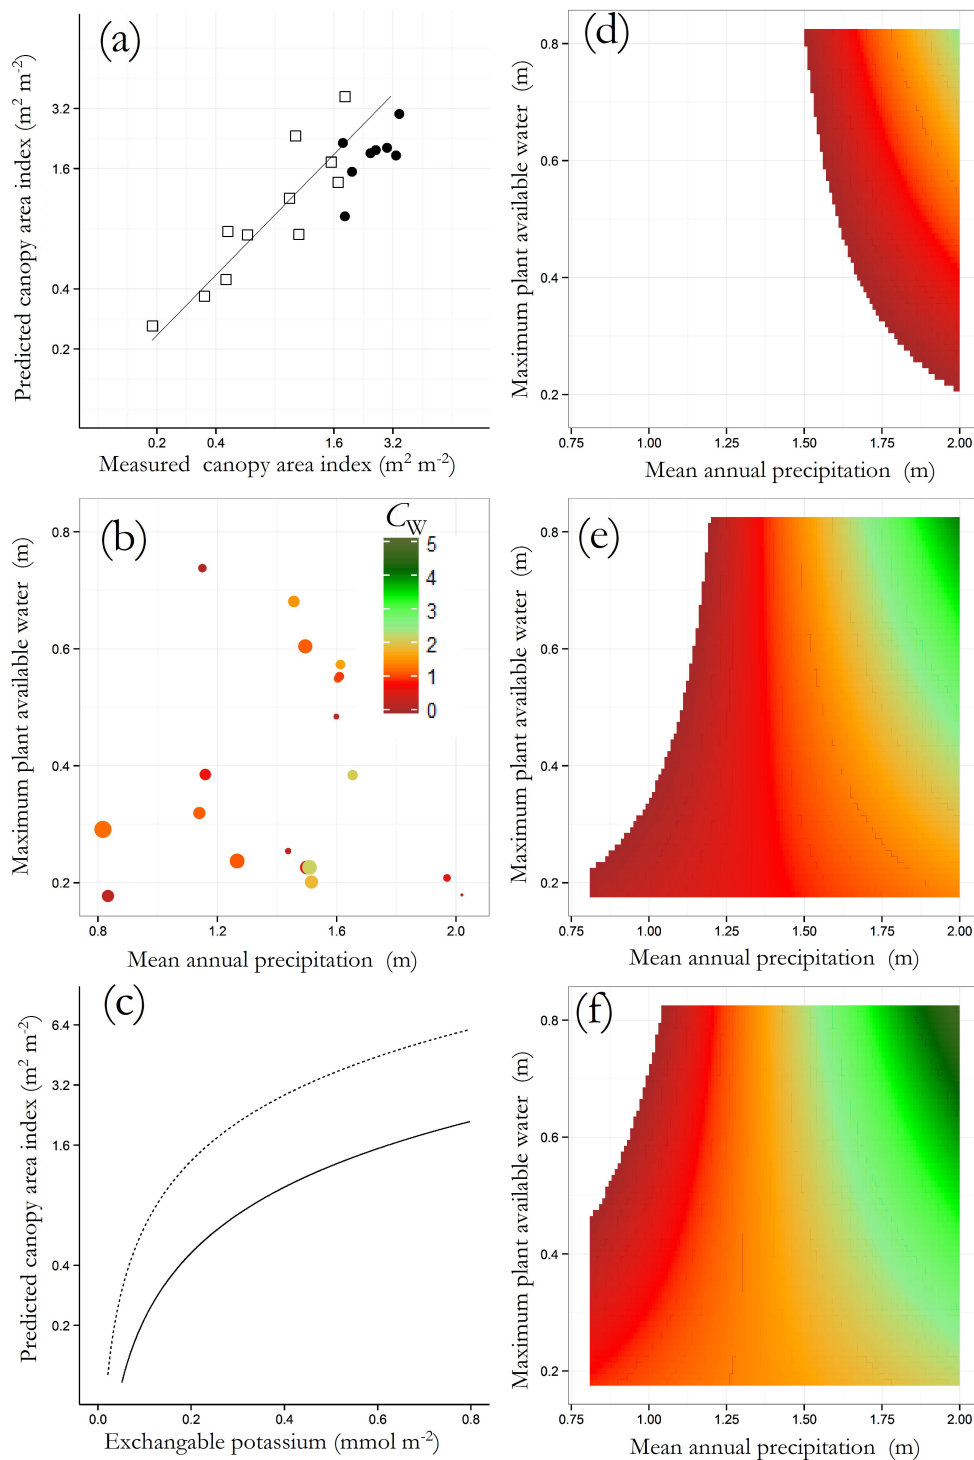 (a)
Predicted canopy area index (m² m⁻²)
3.2
1.6
0.4
0.2
0.2 0.4 1.6 3.2
Measured canopy area index (m² m⁻²)
(d)
Maximum plant available water (m)
0.8
0.6
0.4
0.2
0.75 1.00 1.25 1.50 1.75 2.00
Mean annual precipitation (m)
(b)
Maximum plant available water (m)
0.8
0.6
0.4
0.2
C_W
5
4
3
2
1
0
0.8 1.2 1.6 2.0
Mean annual precipitation (m)
(e)
Maximum plant available water (m)
0.8
0.6
0.4
0.2
0.75 1.00 1.25 1.50 1.75 2.00
Mean annual precipitation (m)
(c)
Predicted canopy area index (m² m⁻²)
6.4
3.2
1.6
0.4
0.2
0.0 0.2 0.4 0.6 0.8
Exchangable potassium (mmol m⁻²)
(f)
Maximum plant available water (m)
0.8
0.6
0.4
0.2
0.75 1.00 1.25 1.50 1.75 2.00
Mean annual precipitation (m)